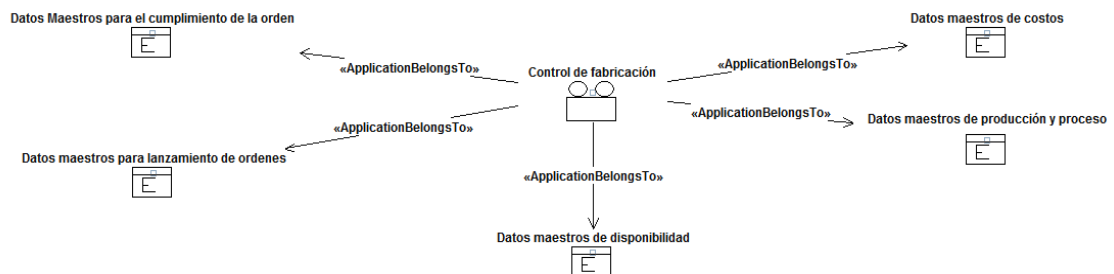 Datos Maestros para el cumplimiento de la orden
E
Datos maestros de costos
E
«ApplicationBelongsTo»
«ApplicationBelongsTo»
Control de fabricación
«ApplicationBelongsTo»
«ApplicationBelongsTo»
Datos maestros de producción y proceso
E
Datos maestros para lanzamiento de ordenes
E
«ApplicationBelongsTo»
Datos maestros de disponibilidad
E